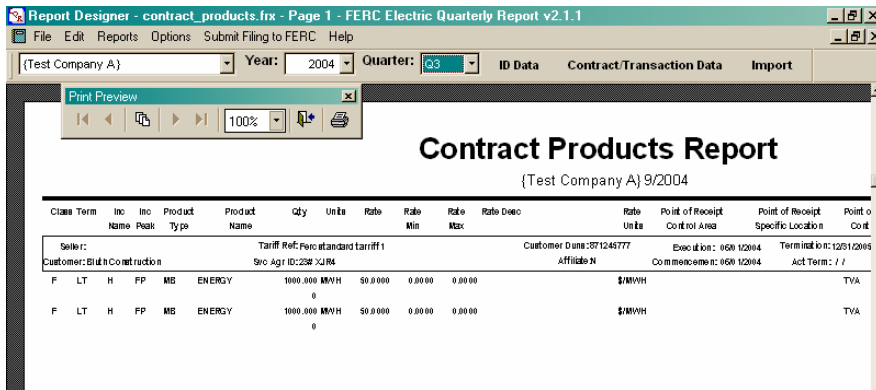 Report Designer - contract_products.frx - Page 1 - FERC Electric Quarterly Report v2.1.1
File Edit Reports Options Submit Filing to FERC Help
{Test Company A} Year: 2004 Quarter: Q3 ID Data Contract/Transaction Data Import
Print Preview
100%
Contract Products Report
{Test Company A} 9/2004
Class Term Inc Inc Product Product Qty Units Rate Rate Rate Rate Desc Rate Point of Receipt Point of Receipt Point o
Name Peak Type Name Min Max Units Control Area Specific Location Cont
Seller: Tariff Ref: Ferc standard tarriff 1 Customer Duns: 871245777 Execution: 06/01/2004 Termination: 12/31/2005
Customer: Bluth Construction Svc Agr ID: 23# XJR4 Affiliate: N Commencement: 06/01/2004 Act Term: / /
F LT H FP MB ENERGY 1000.000 MWH 50.0000 0.0000 0.0000 $/MWH TVA
0
F LT H FP MB ENERGY 1000.000 MWH 50.0000 0.0000 0.0000 $/MWH TVA
0